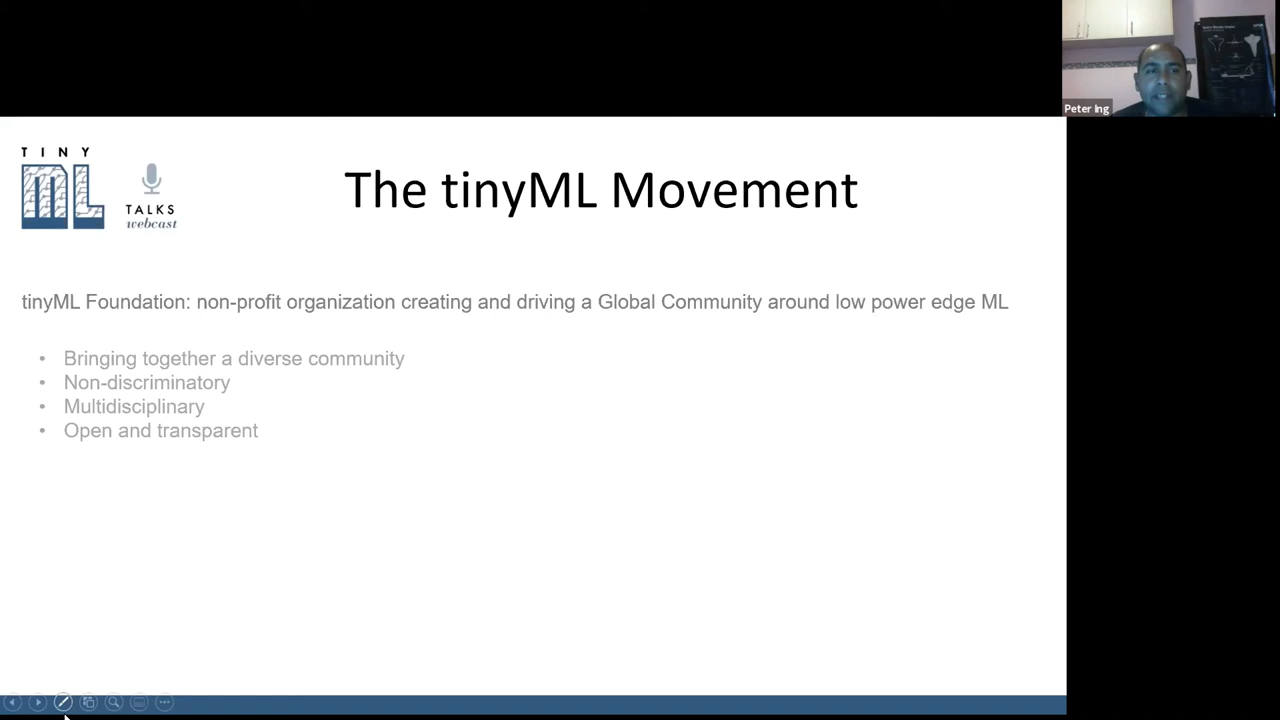 Peter Ing
TINY
ML
TALKS
webcast
The tinyML Movement
tinyML Foundation: non-profit organization creating and driving a Global Community around low power edge ML
• Bringing together a diverse community
• Non-discriminatory
• Multidisciplinary
• Open and transparent